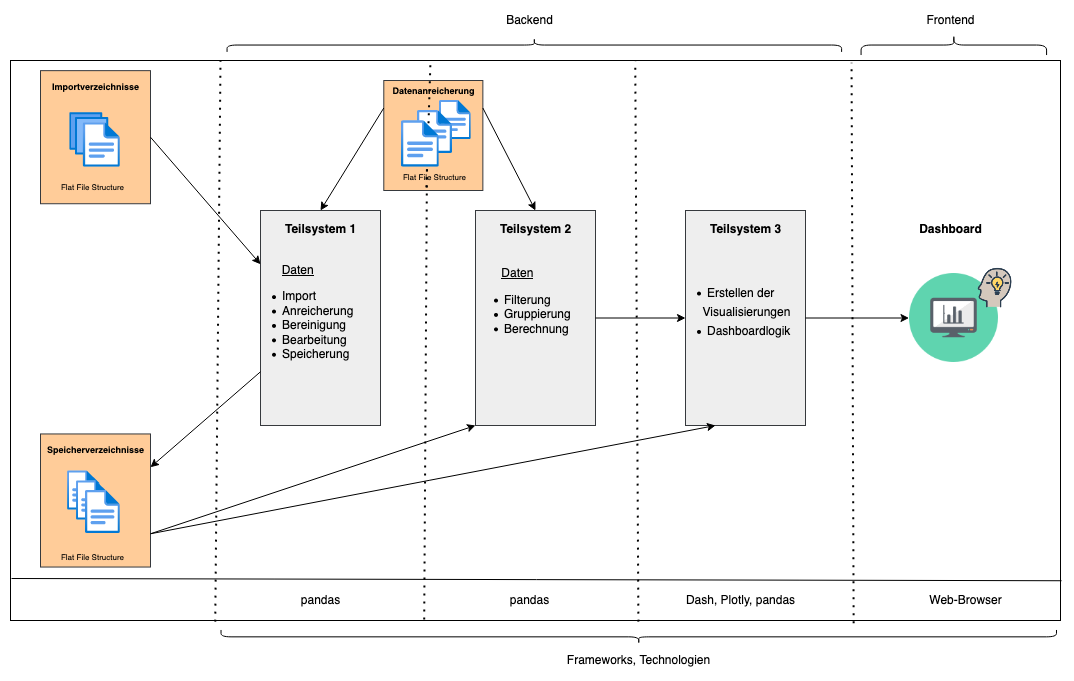 Backend
Frontend
Importverzeichnisse
Flat File Structure
Datenanreicherung
Flat File Structure
Teilsystem 1
Daten
• Import
• Anreicherung
• Bereinigung
• Bearbeitung
• Speicherung
Teilsystem 2
Daten
• Filterung
• Gruppierung
• Berechnung
Teilsystem 3
• Erstellen der
Visualisierungen
• Dashboardlogik
Dashboard
Speicherverzeichnisse
Flat File Structure
pandas
pandas
Dash, Plotly, pandas
Web-Browser
Frameworks, Technologien